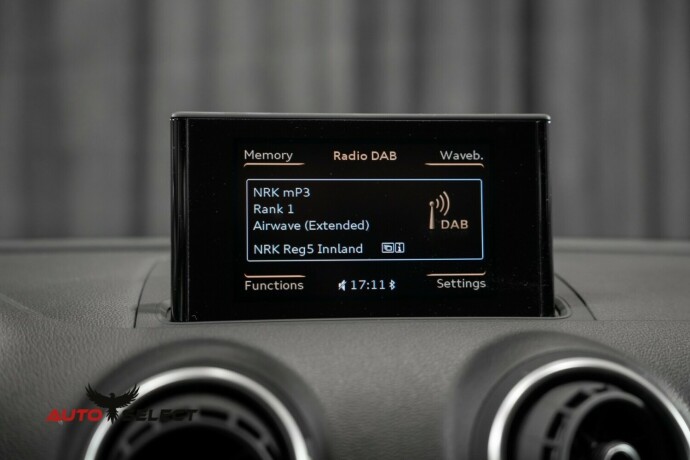 Memory Radio DAB Waveb.
NRK mP3
Rank 1
Airwave (Extended)
DAB
NRK Reg5 Innland
Functions 17:11 Settings
AUTO SELECT